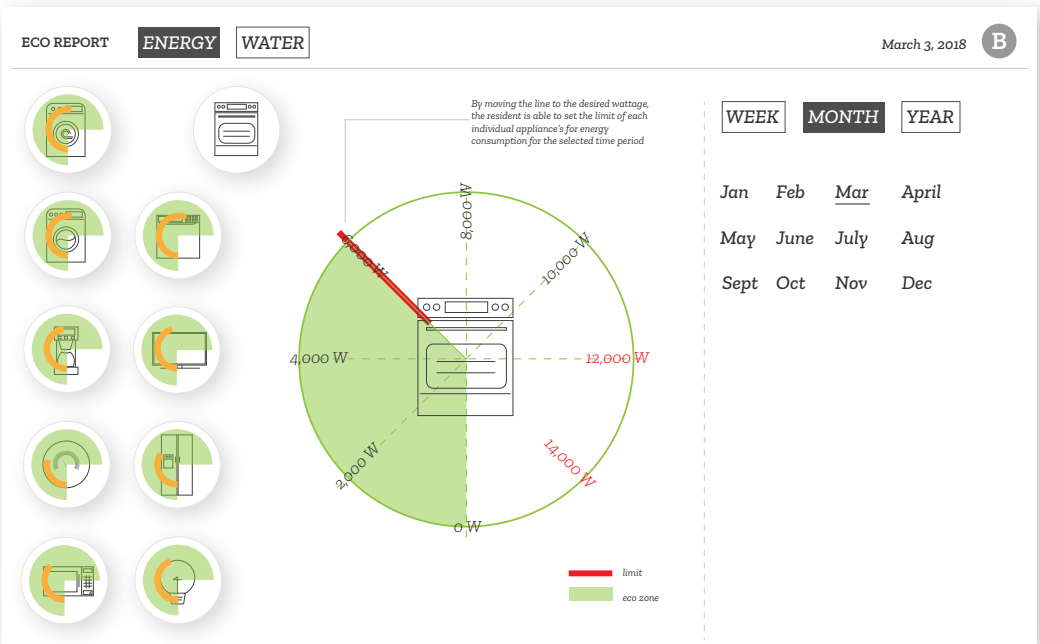 ECO REPORT
ENERGY
WATER
March 3, 2018
B
By moving the line to the desired wattage,
the resident is able to set the limit of each
individual appliance's for energy
consumption for the selected time period
WEEK
MONTH
YEAR
Jan Feb Mar April
May June July Aug
Sept Oct Nov Dec
8,000 W
6,000 W
10,000 W
4,000 W
12,000 W
2,000 W
14,000 W
0 W
limit
eco zone